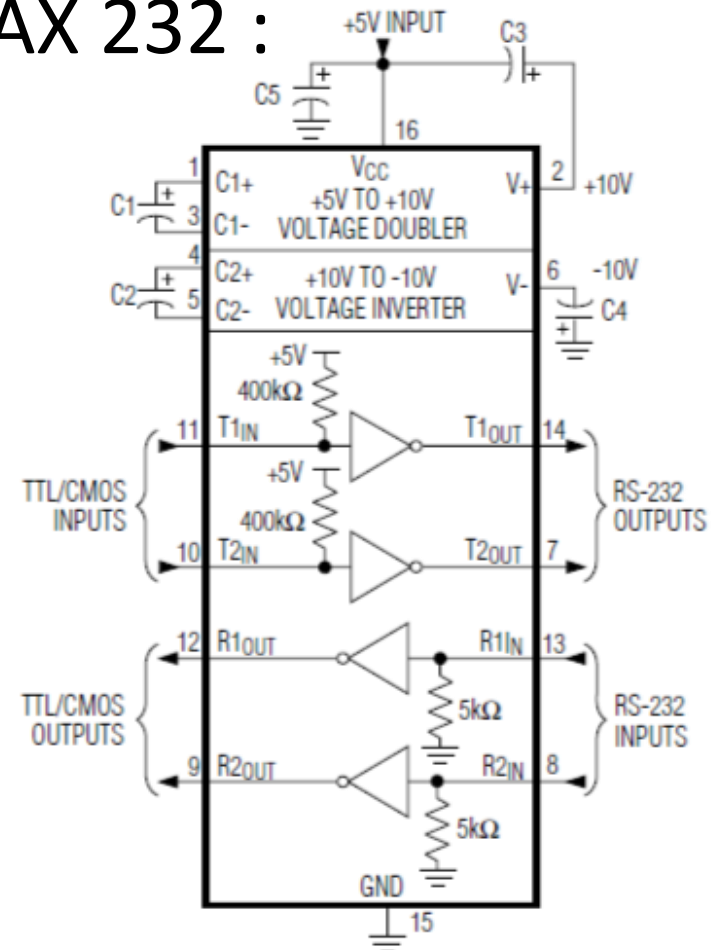 AX 232 :
+5V INPUT
C3
+
C5
+
16
1
VCC
2
+10V
C1+
V+
+
C1
+5V TO +10V
3
C1-
VOLTAGE DOUBLER
4
C2+
+10V TO -10V
6
-10V
+
C2
V-
5
C2-
VOLTAGE INVERTER
C4
+
+5V
400kΩ
11
T1IN
T1OUT
14
+5V
TTL/CMOS
INPUTS
RS-232
OUTPUTS
400kΩ
10
T2IN
T2OUT
7
12
R1OUT
R1IN
13
TTL/CMOS
OUTPUTS
5kΩ
RS-232
INPUTS
9
R2OUT
R2IN
8
5kΩ
GND
15